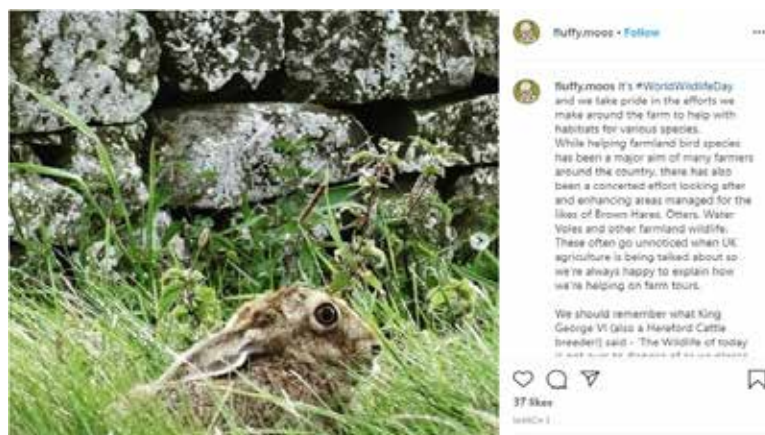 fluffy.moos • Follow
fluffy.moos It's #WorldWildlifeDay
and we take pride in the efforts we
make around the farm to help with
habitats for various species.
While helping farmland bird species
has been a major aim of many farmers
around the country, there has also
been a concerted effort looking after
and enhancing areas managed for the
likes of Brown Hares, Otters, Water
Voles and other farmland wildlife.
These often go unnoticed when UK
agriculture is being talked about so
we're always happy to explain how
we're helping on farm tours.
We should remember what King
George VI (also a Hereford Cattle
breeder!) said - 'The Wildlife of today
37 likes
MARCH 3